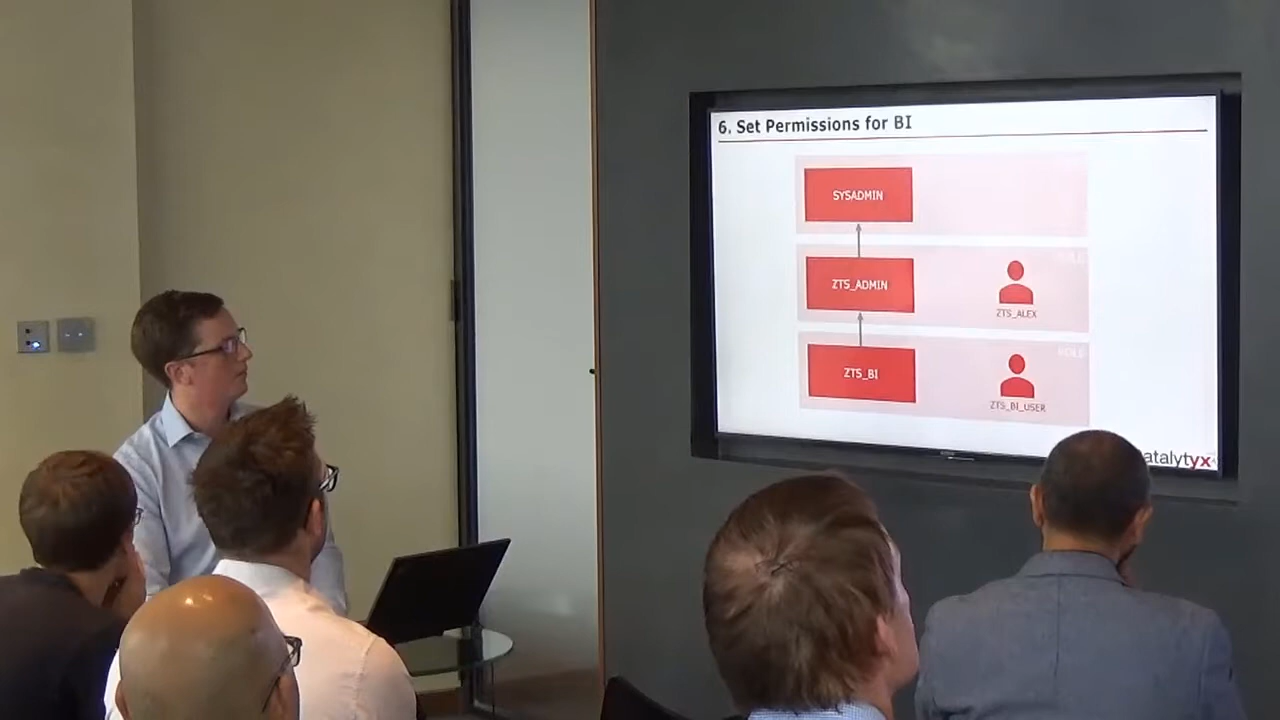 6. Set Permissions for BI
SYSADMIN
ZTS_ADMIN
ZTS_ALEX
ZTS_BI
ZTS_BI_USER
atalytyx